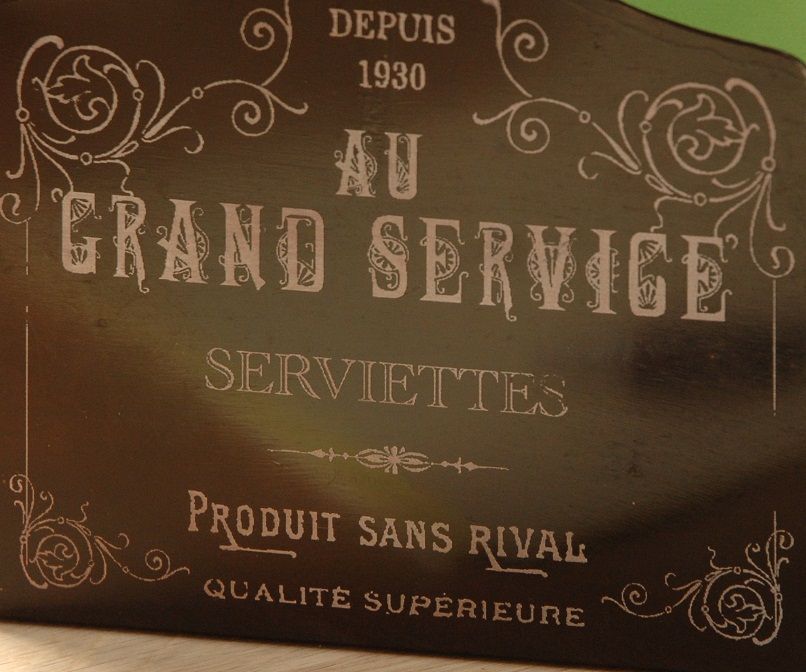 DEPUIS
1930
AU
GRAND SERVICE
SERVIETTES
PRODUIT SANS RIVAL
QUALITÉ SUPÉRIEURE